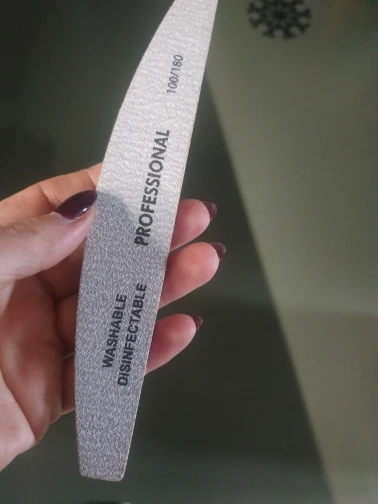 100/180
PROFESSIONAL
WASHABLE
DISINFECTABLE